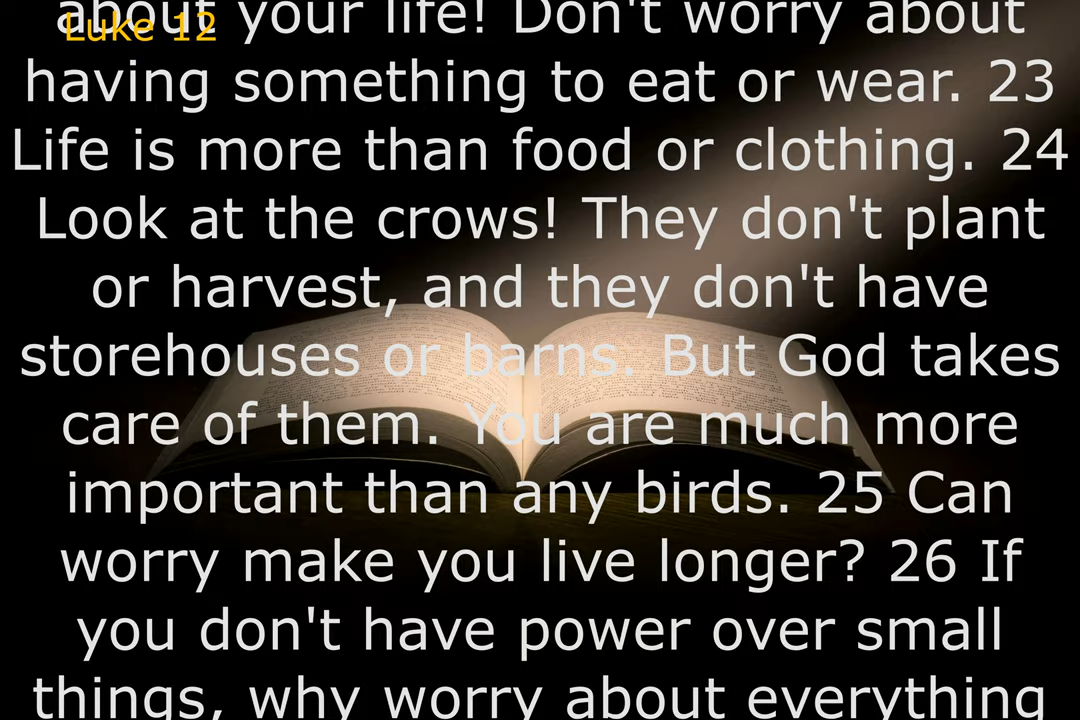 Luke 12
about your life! Don't worry about
having something to eat or wear. 23
Life is more than food or clothing. 24
Look at the crows! They don't plant
or harvest, and they don't have
storehouses or barns. But God takes
care of them. You are much more
important than any birds. 25 Can
worry make you live longer? 26 If
you don't have power over small
things, why worry about everything